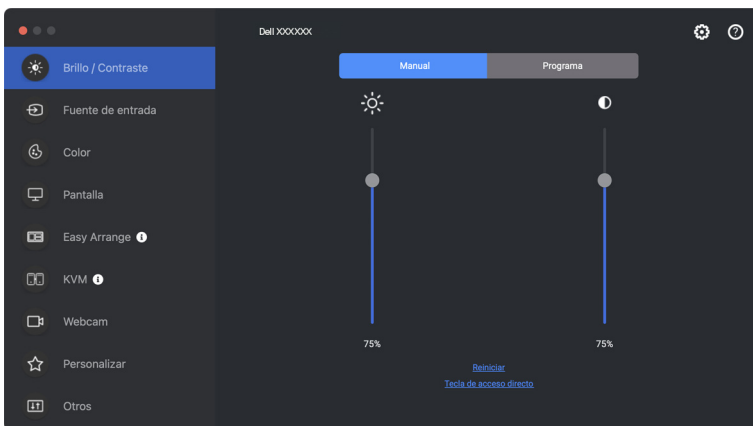 Dell XXXXXX
Brillo / Contraste
Fuente de entrada
Color
Pantalla
Easy Arrange
KVM
Webcam
Personalizar
Otros
Manual
Programa
75%
75%
Reiniciar
Tecla de acceso directo